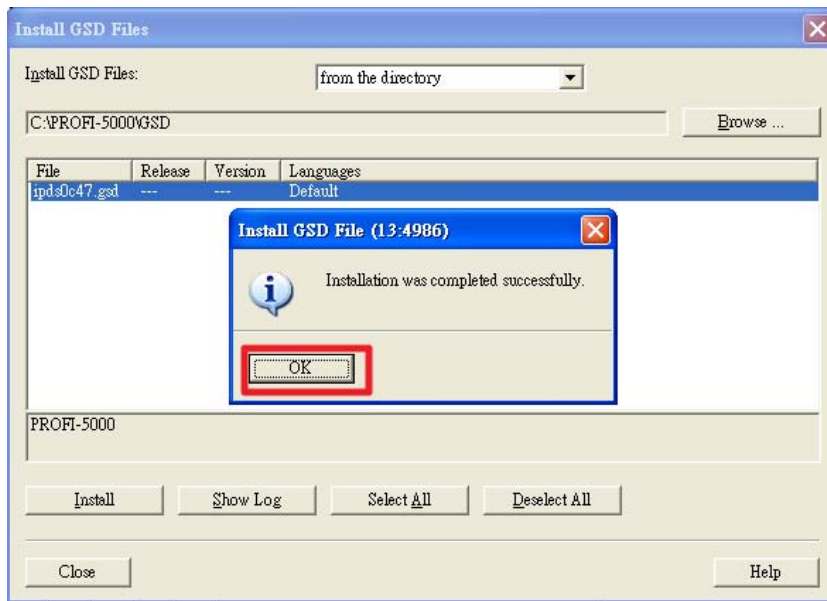 Install GSD Files
Install GSD Files:
from the directory
C:\PROFI-5000\GSD
Browse ...
File Release Version Languages
ipds0c47.gsd --- --- Default
Install GSD File (13:4986)
Installation was completed successfully.
OK
PROFI-5000
Install Show Log Select All Deselect All
Close Help